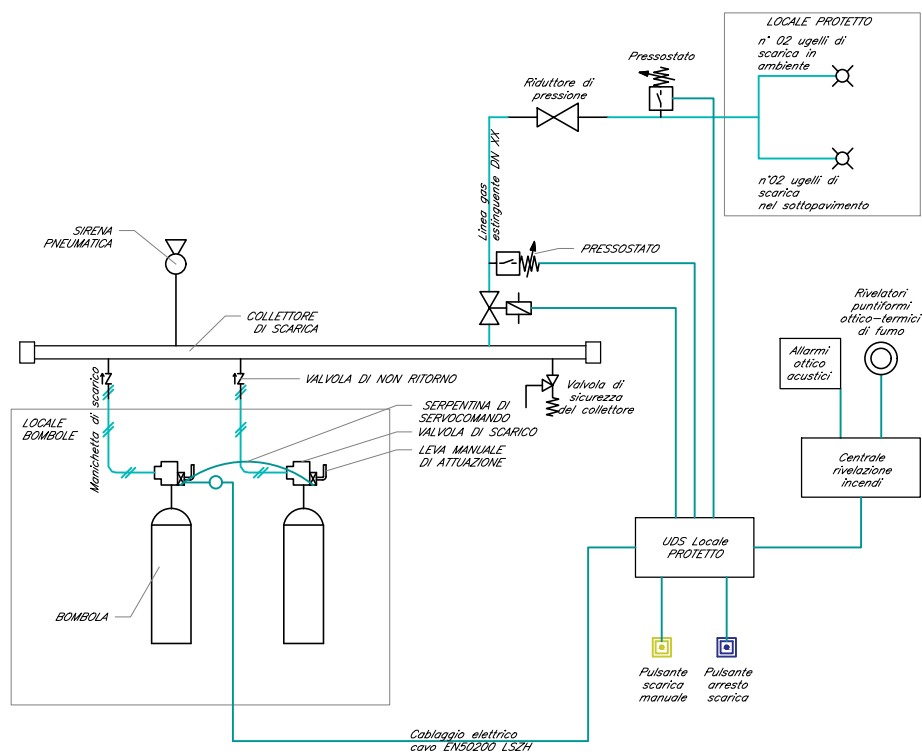 LOCALE PROTETTO
n° 02 ugelli di
scarica in
ambiente
Pressostato
Riduttore di
pressione
Linea gas
estinguente DN XX
n°02 ugelli di
scarica
nel sottopavimento
SIRENA
PNEUMATICA
PRESSOSTATO
COLLETTORE
DI SCARICA
Rivelatori
puntiformi
ottico-termici
di fumo
Allarmi
ottico
acustici
VALVOLA DI NON RITORNO
Valvola di
sicurezza
del collettore
Manichetta di scarico
LOCALE
BOMBOLE
SERPENTINA DI
SERVOCOMANDO
VALVOLA DI SCARICO
LEVA MANUALE
DI ATTUAZIONE
Centrale
rivelazione
incendi
UDS Locale
PROTETTO
BOMBOLA
Pulsante
scarica
manuale
Pulsante
arresto
scarica
Cablaggio elettrico
cavo EN50200 LSZH